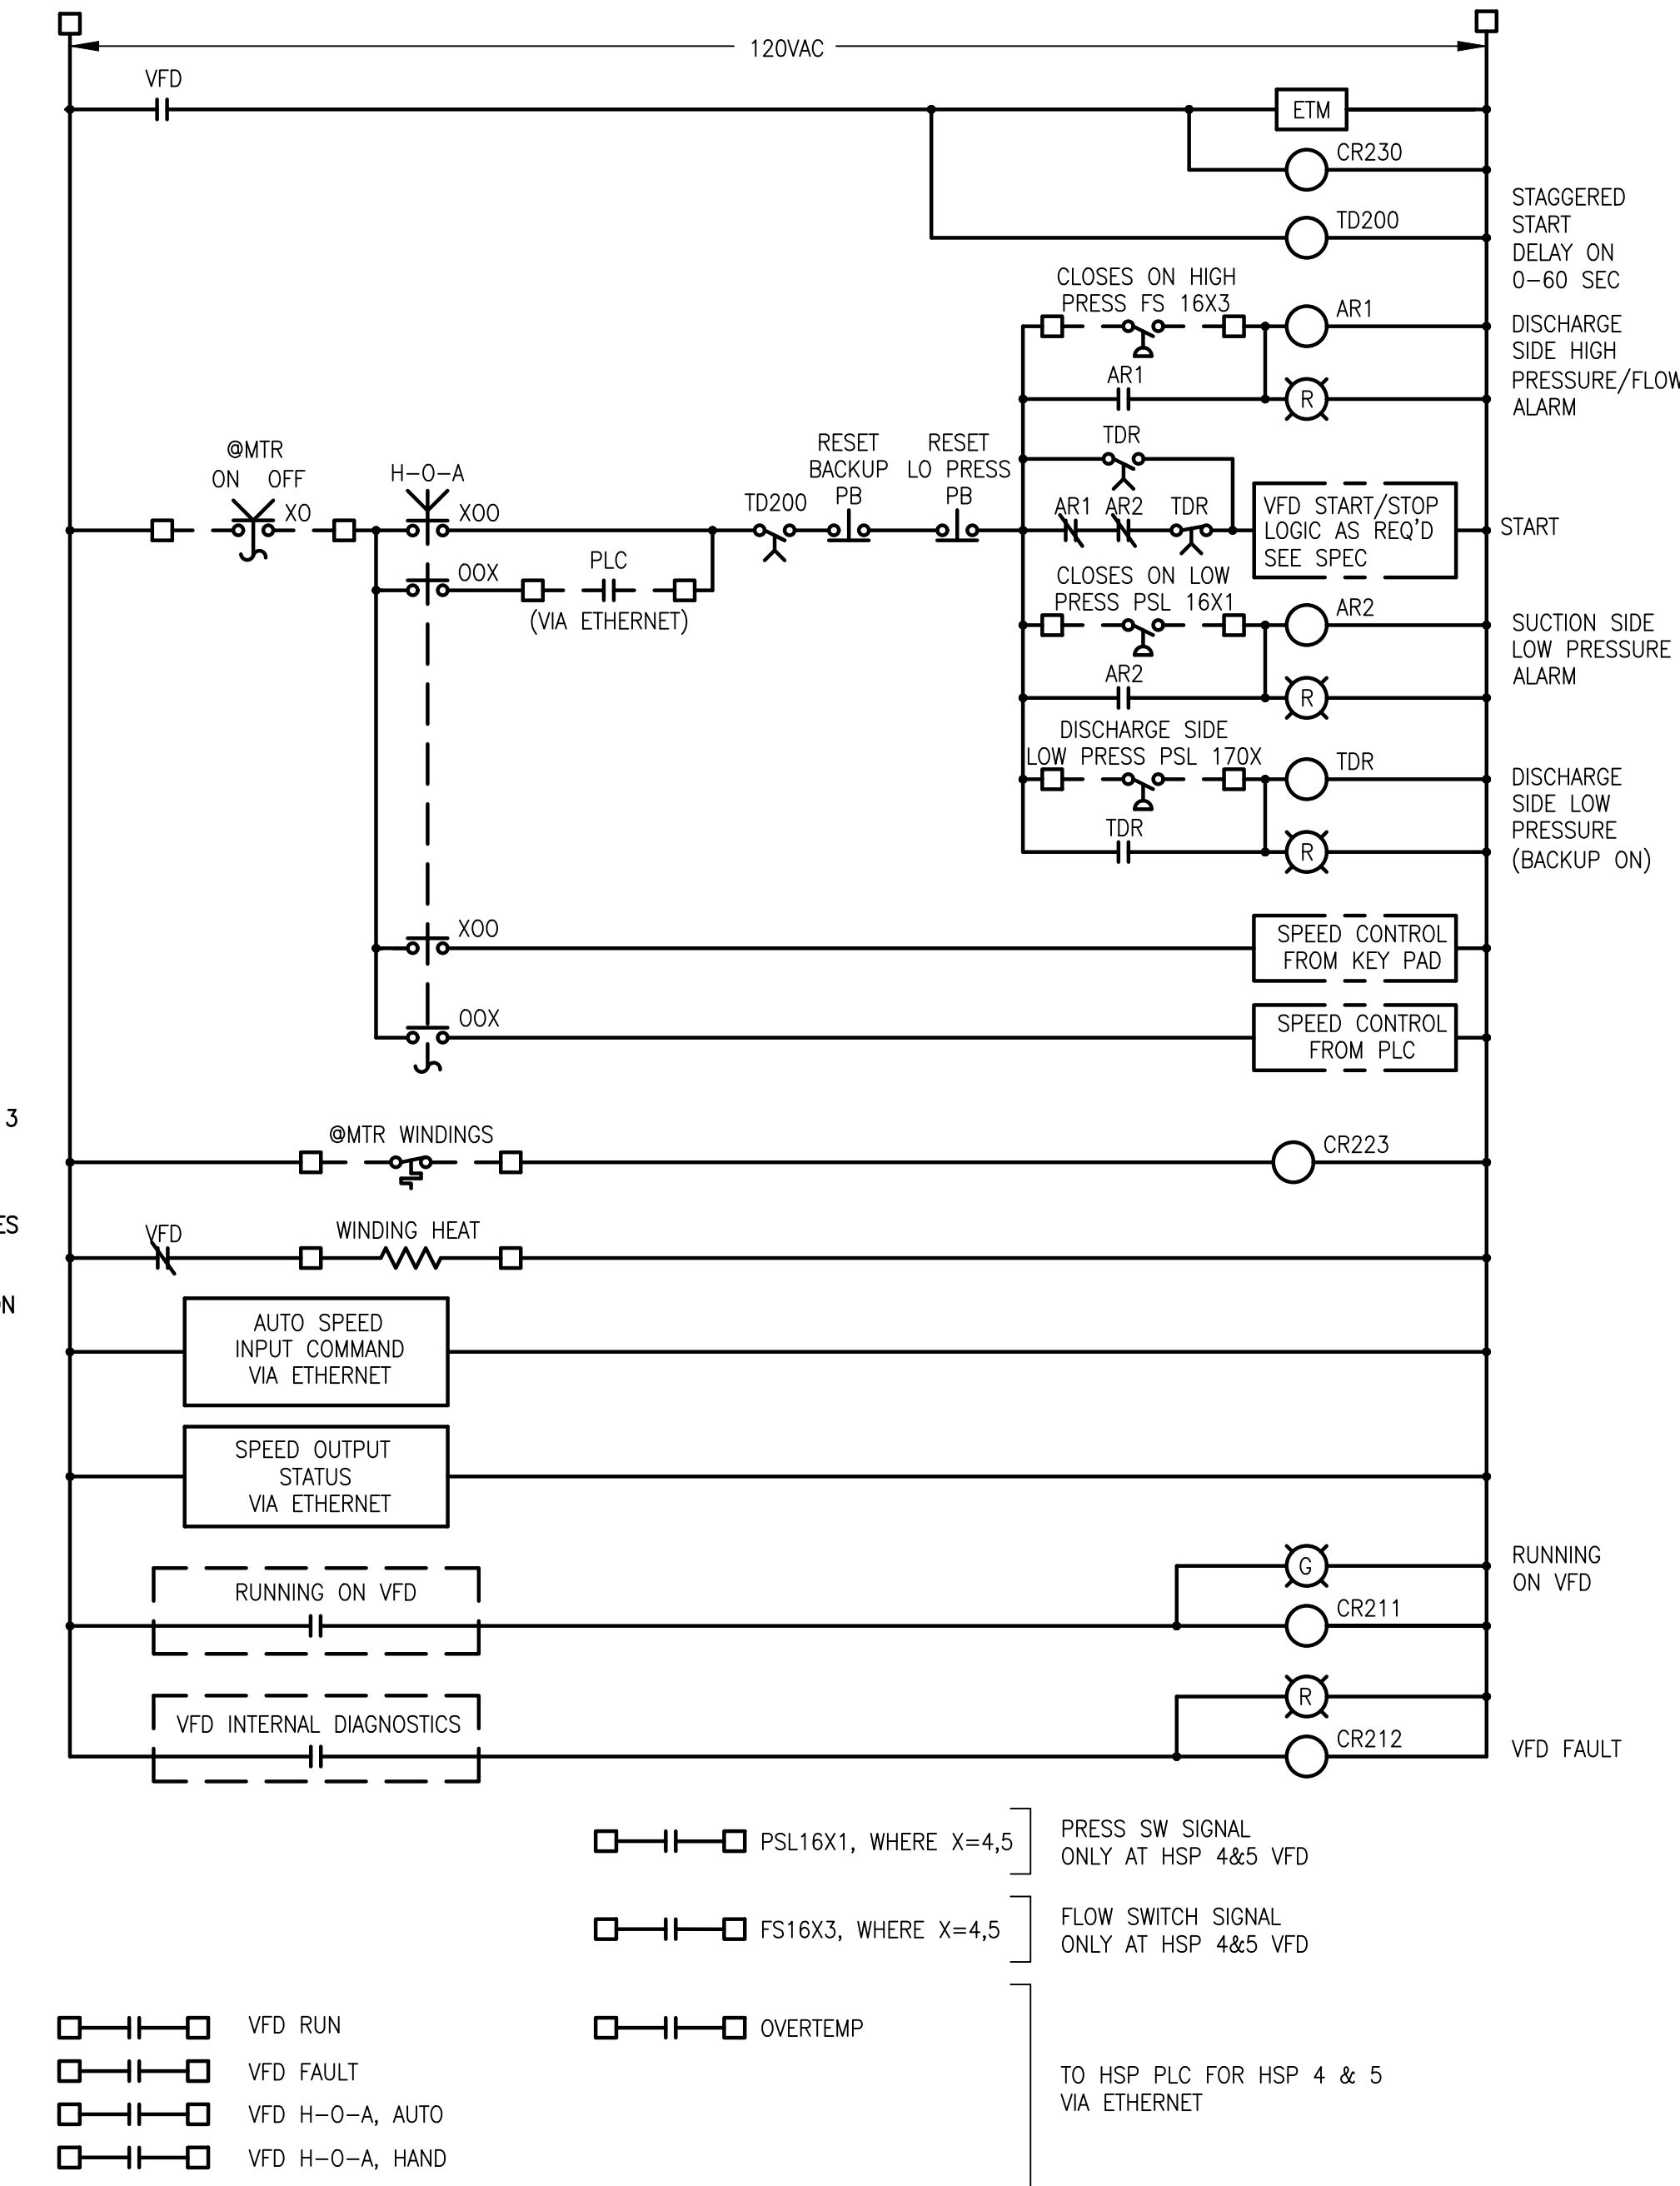 120VAC
VFD
ETM
CR230
TD200
STAGGERED
START
DELAY ON
0-60 SEC
CLOSES ON HIGH
PRESS FS 16X3
AR1
AR1
R
DISCHARGE
SIDE HIGH
PRESSURE/FLOW
ALARM
@MTR
ON OFF
XO
H-O-A
XOO
OOX
PLC
(VIA ETHERNET)
TD200
RESET
BACKUP
PB
RESET
LO PRESS
PB
TDR
AR1 AR2 TDR
VFD START/STOP
LOGIC AS REQ'D
SEE SPEC
START
CLOSES ON LOW
PRESS PSL 16X1
AR2
AR2
R
SUCTION SIDE
LOW PRESSURE
ALARM
DISCHARGE SIDE
LOW PRESS PSL 170X
TDR
TDR
R
DISCHARGE
SIDE LOW
PRESSURE
(BACKUP ON)
XOO
SPEED CONTROL
FROM KEY PAD
OOX
SPEED CONTROL
FROM PLC
3
@MTR WINDINGS
CR223
ES
VFD
WINDING HEAT
ON
AUTO SPEED
INPUT COMMAND
VIA ETHERNET
SPEED OUTPUT
STATUS
VIA ETHERNET
RUNNING ON VFD
G
CR211
RUNNING
ON VFD
VFD INTERNAL DIAGNOSTICS
R
CR212
VFD FAULT
PSL16X1, WHERE X=4,5
PRESS SW SIGNAL
ONLY AT HSP 4&5 VFD
FS16X3, WHERE X=4,5
FLOW SWITCH SIGNAL
ONLY AT HSP 4&5 VFD
VFD RUN
OVERTEMP
VFD FAULT
TO HSP PLC FOR HSP 4 & 5
VIA ETHERNET
VFD H-O-A, AUTO
VFD H-O-A, HAND